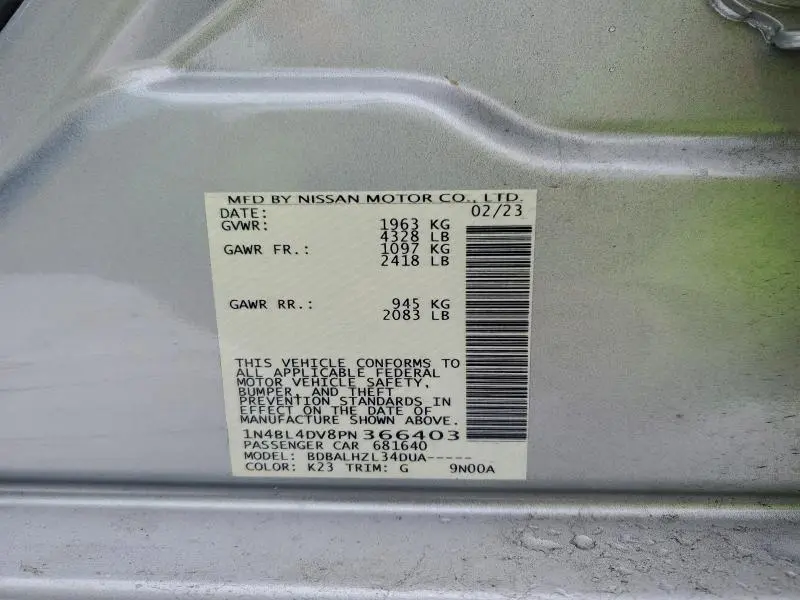 MFD BY NISSAN MOTOR CO., LTD.
DATE: 02/23
GVWR: 1963 KG
4328 LB
GAWR FR.: 1097 KG
2418 LB
GAWR RR.: 945 KG
2083 LB
THIS VEHICLE CONFORMS TO
ALL APPLICABLE FEDERAL
MOTOR VEHICLE SAFETY,
BUMPER, AND THEFT
PREVENTION STANDARDS IN
EFFECT ON THE DATE OF
MANUFACTURE SHOWN ABOVE.
1N4BL4DV8PN366403
PASSENGER CAR 681640
MODEL: BDBALHZL34DUA-----
COLOR: K23 TRIM: G 9N00A